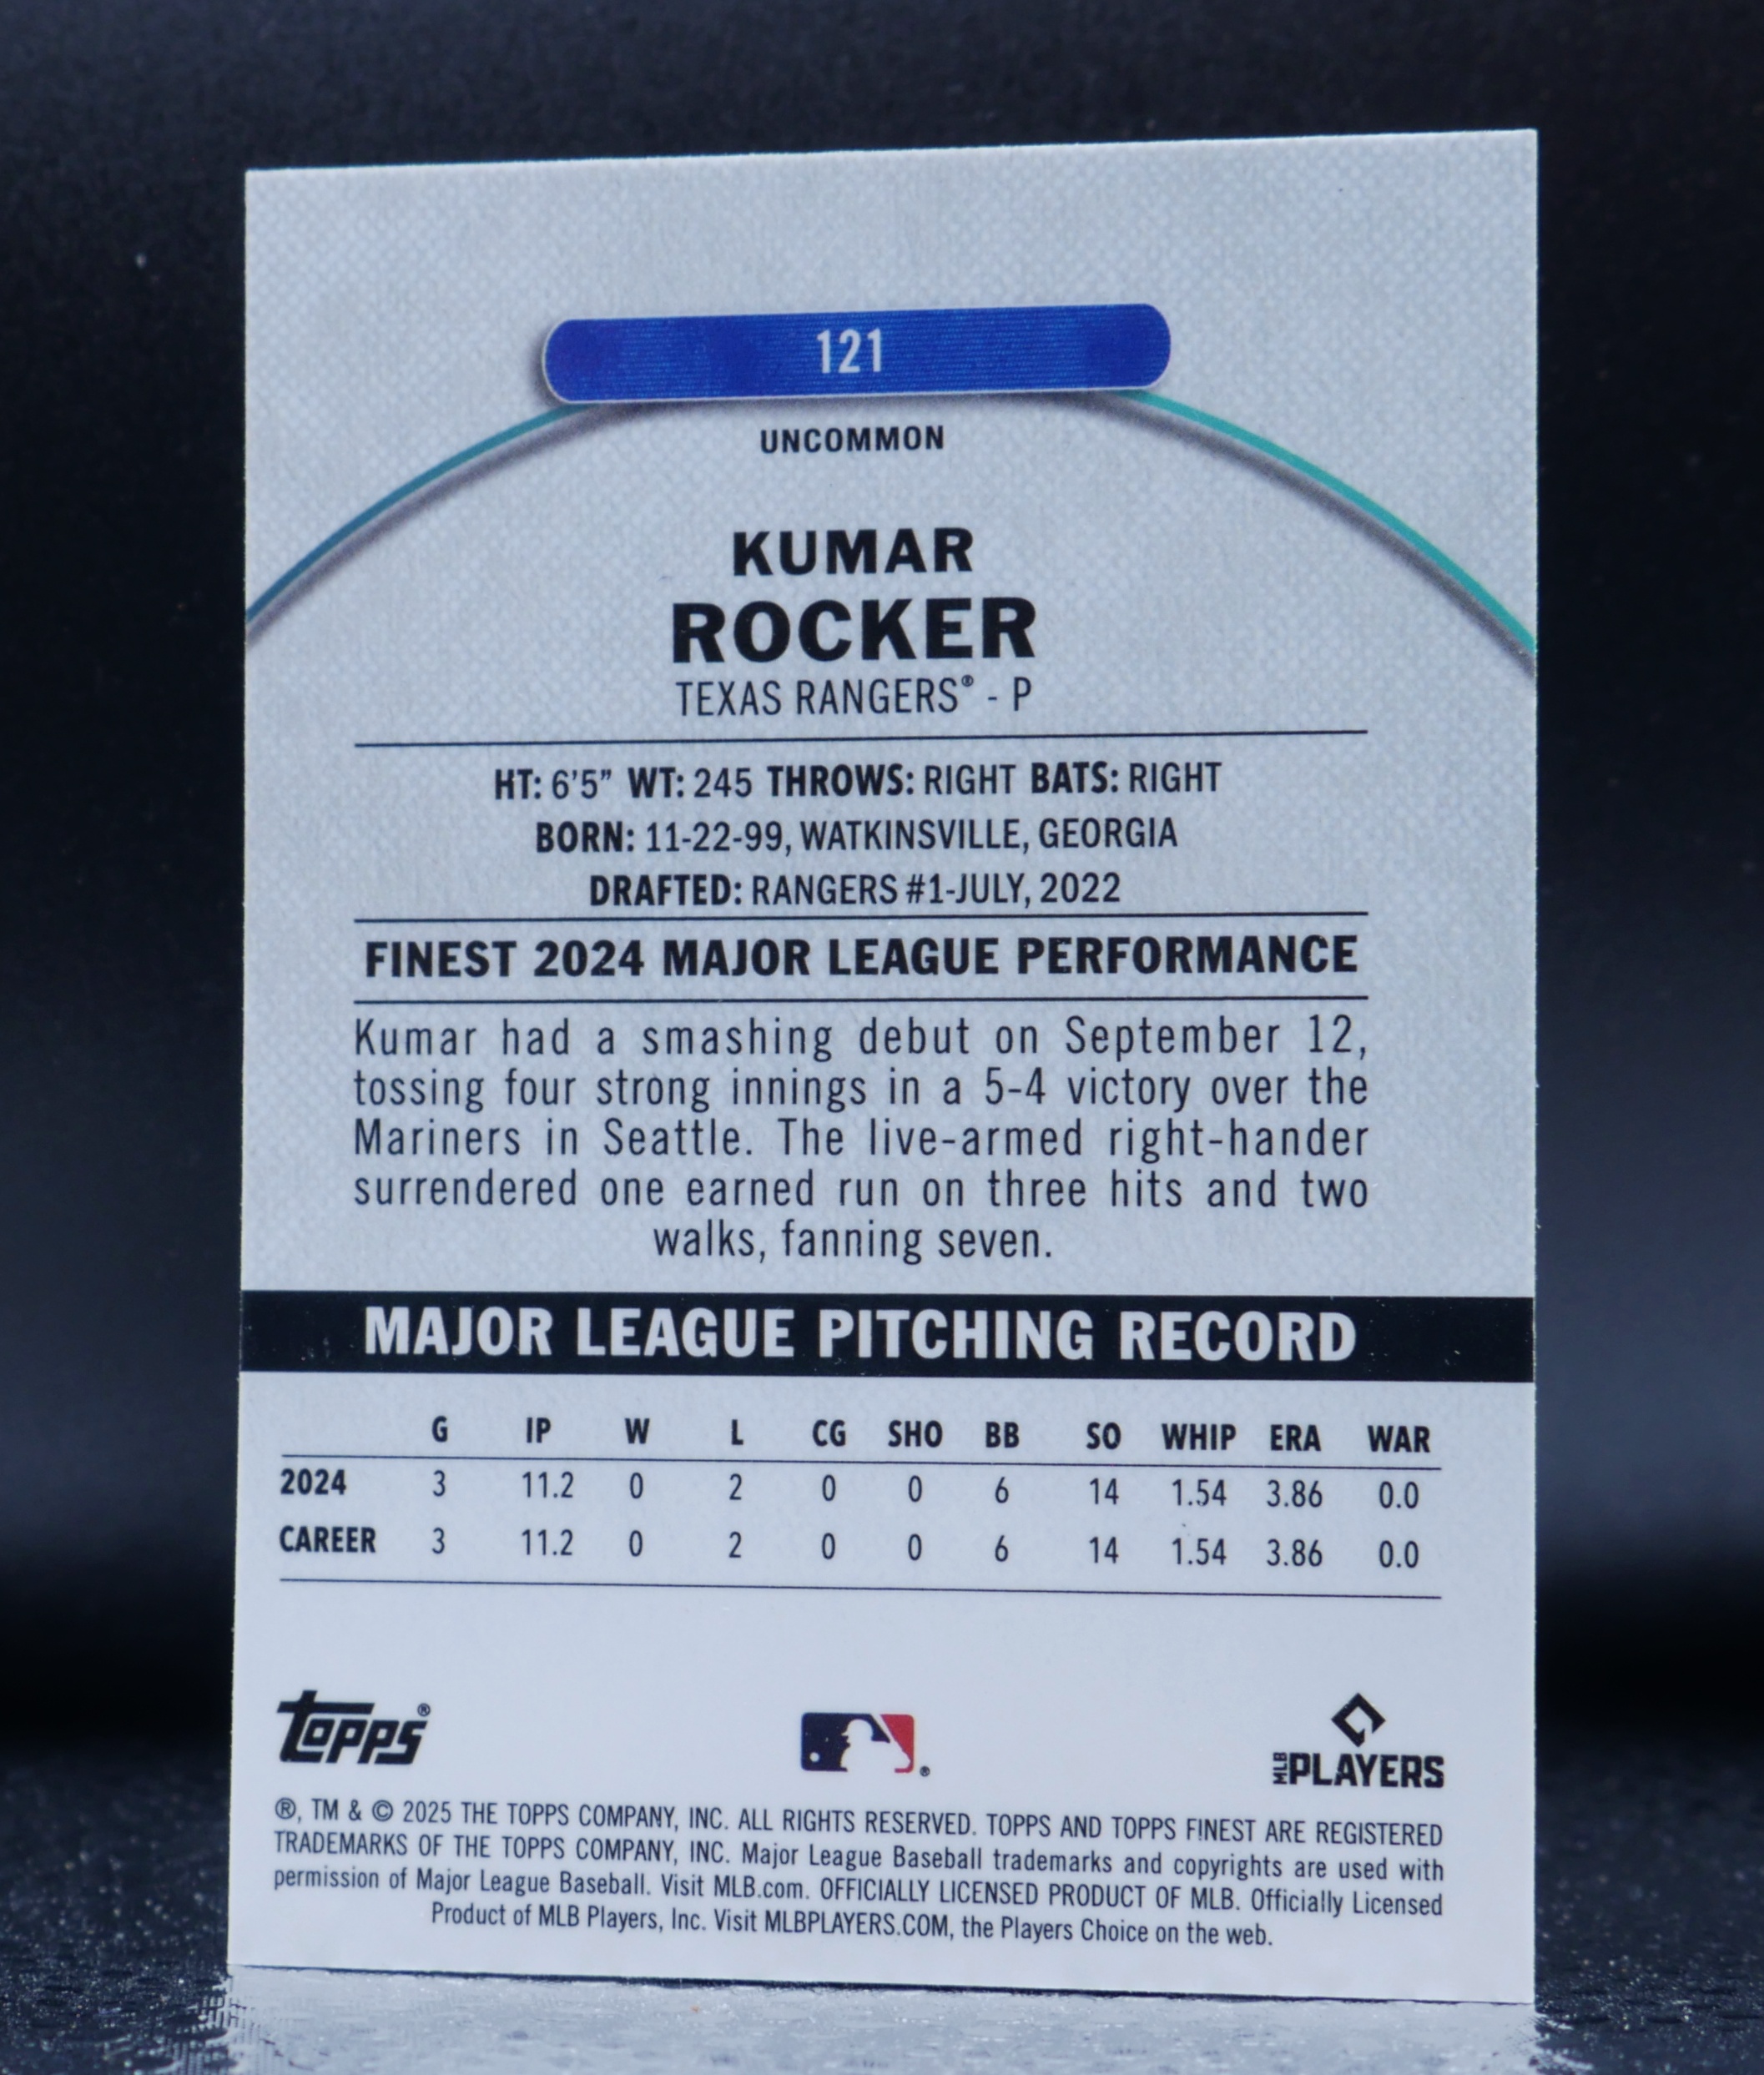 121
UNCOMMON
KUMAR
ROCKER
TEXAS RANGERS® - P
HT: 6'5" WT: 245 THROWS: RIGHT BATS: RIGHT
BORN: 11-22-99, WATKINSVILLE, GEORGIA
DRAFTED: RANGERS #1-JULY, 2022
FINEST 2024 MAJOR LEAGUE PERFORMANCE
Kumar had a smashing debut on September 12,
tossing four strong innings in a 5-4 victory over the
Mariners in Seattle. The live-armed right-hander
surrendered one earned run on three hits and two
walks, fanning seven.
MAJOR LEAGUE PITCHING RECORD
G IP W L CG SHO BB SO WHIP ERA WAR
2024 3 11.2 0 2 0 0 6 14 1.54 3.86 0.0
CAREER 3 11.2 0 2 0 0 6 14 1.54 3.86 0.0
topps®
®
MLB PLAYERS
®, TM & © 2025 THE TOPPS COMPANY, INC. ALL RIGHTS RESERVED. TOPPS AND TOPPS FINEST ARE REGISTERED
TRADEMARKS OF THE TOPPS COMPANY, INC. Major League Baseball trademarks and copyrights are used with
permission of Major League Baseball. Visit MLB.com. OFFICIALLY LICENSED PRODUCT OF MLB. Officially Licensed
Product of MLB Players, Inc. Visit MLBPLAYERS.COM, the Players Choice on the web.